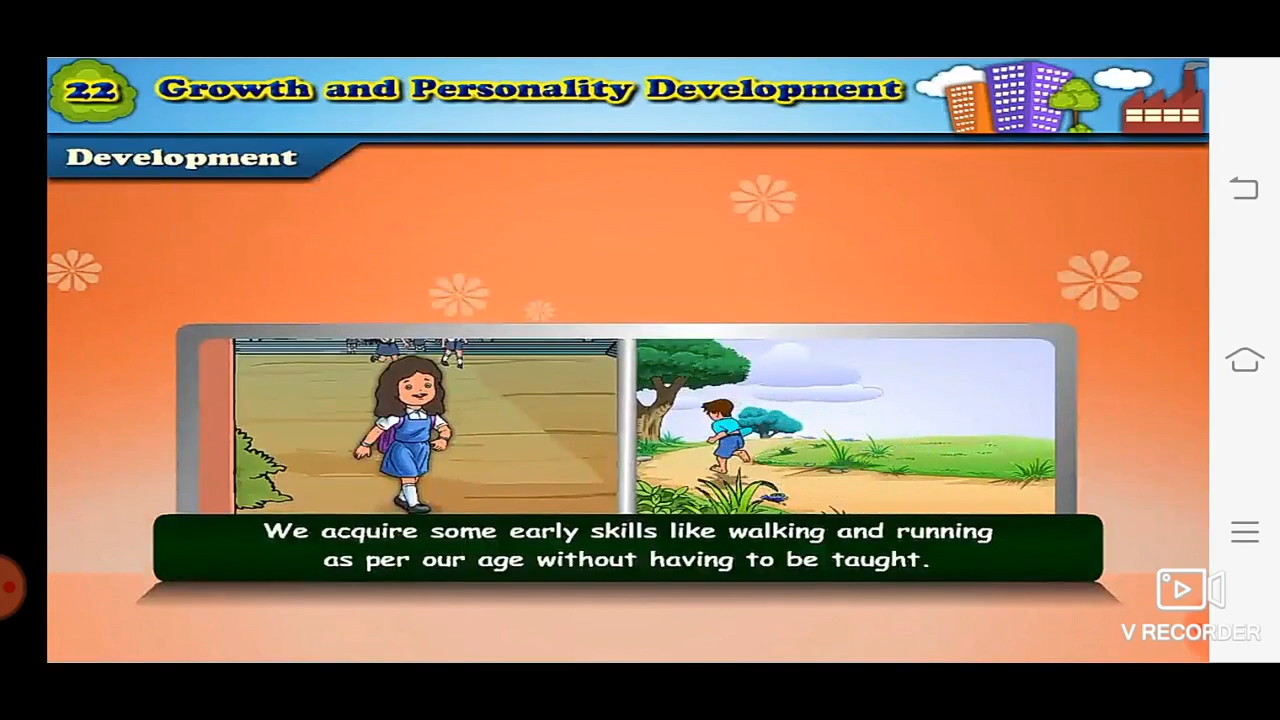 22 Growth and Personality Development
Development
We acquire some early skills like walking and running
as per our age without having to be taught.
V RECORDER